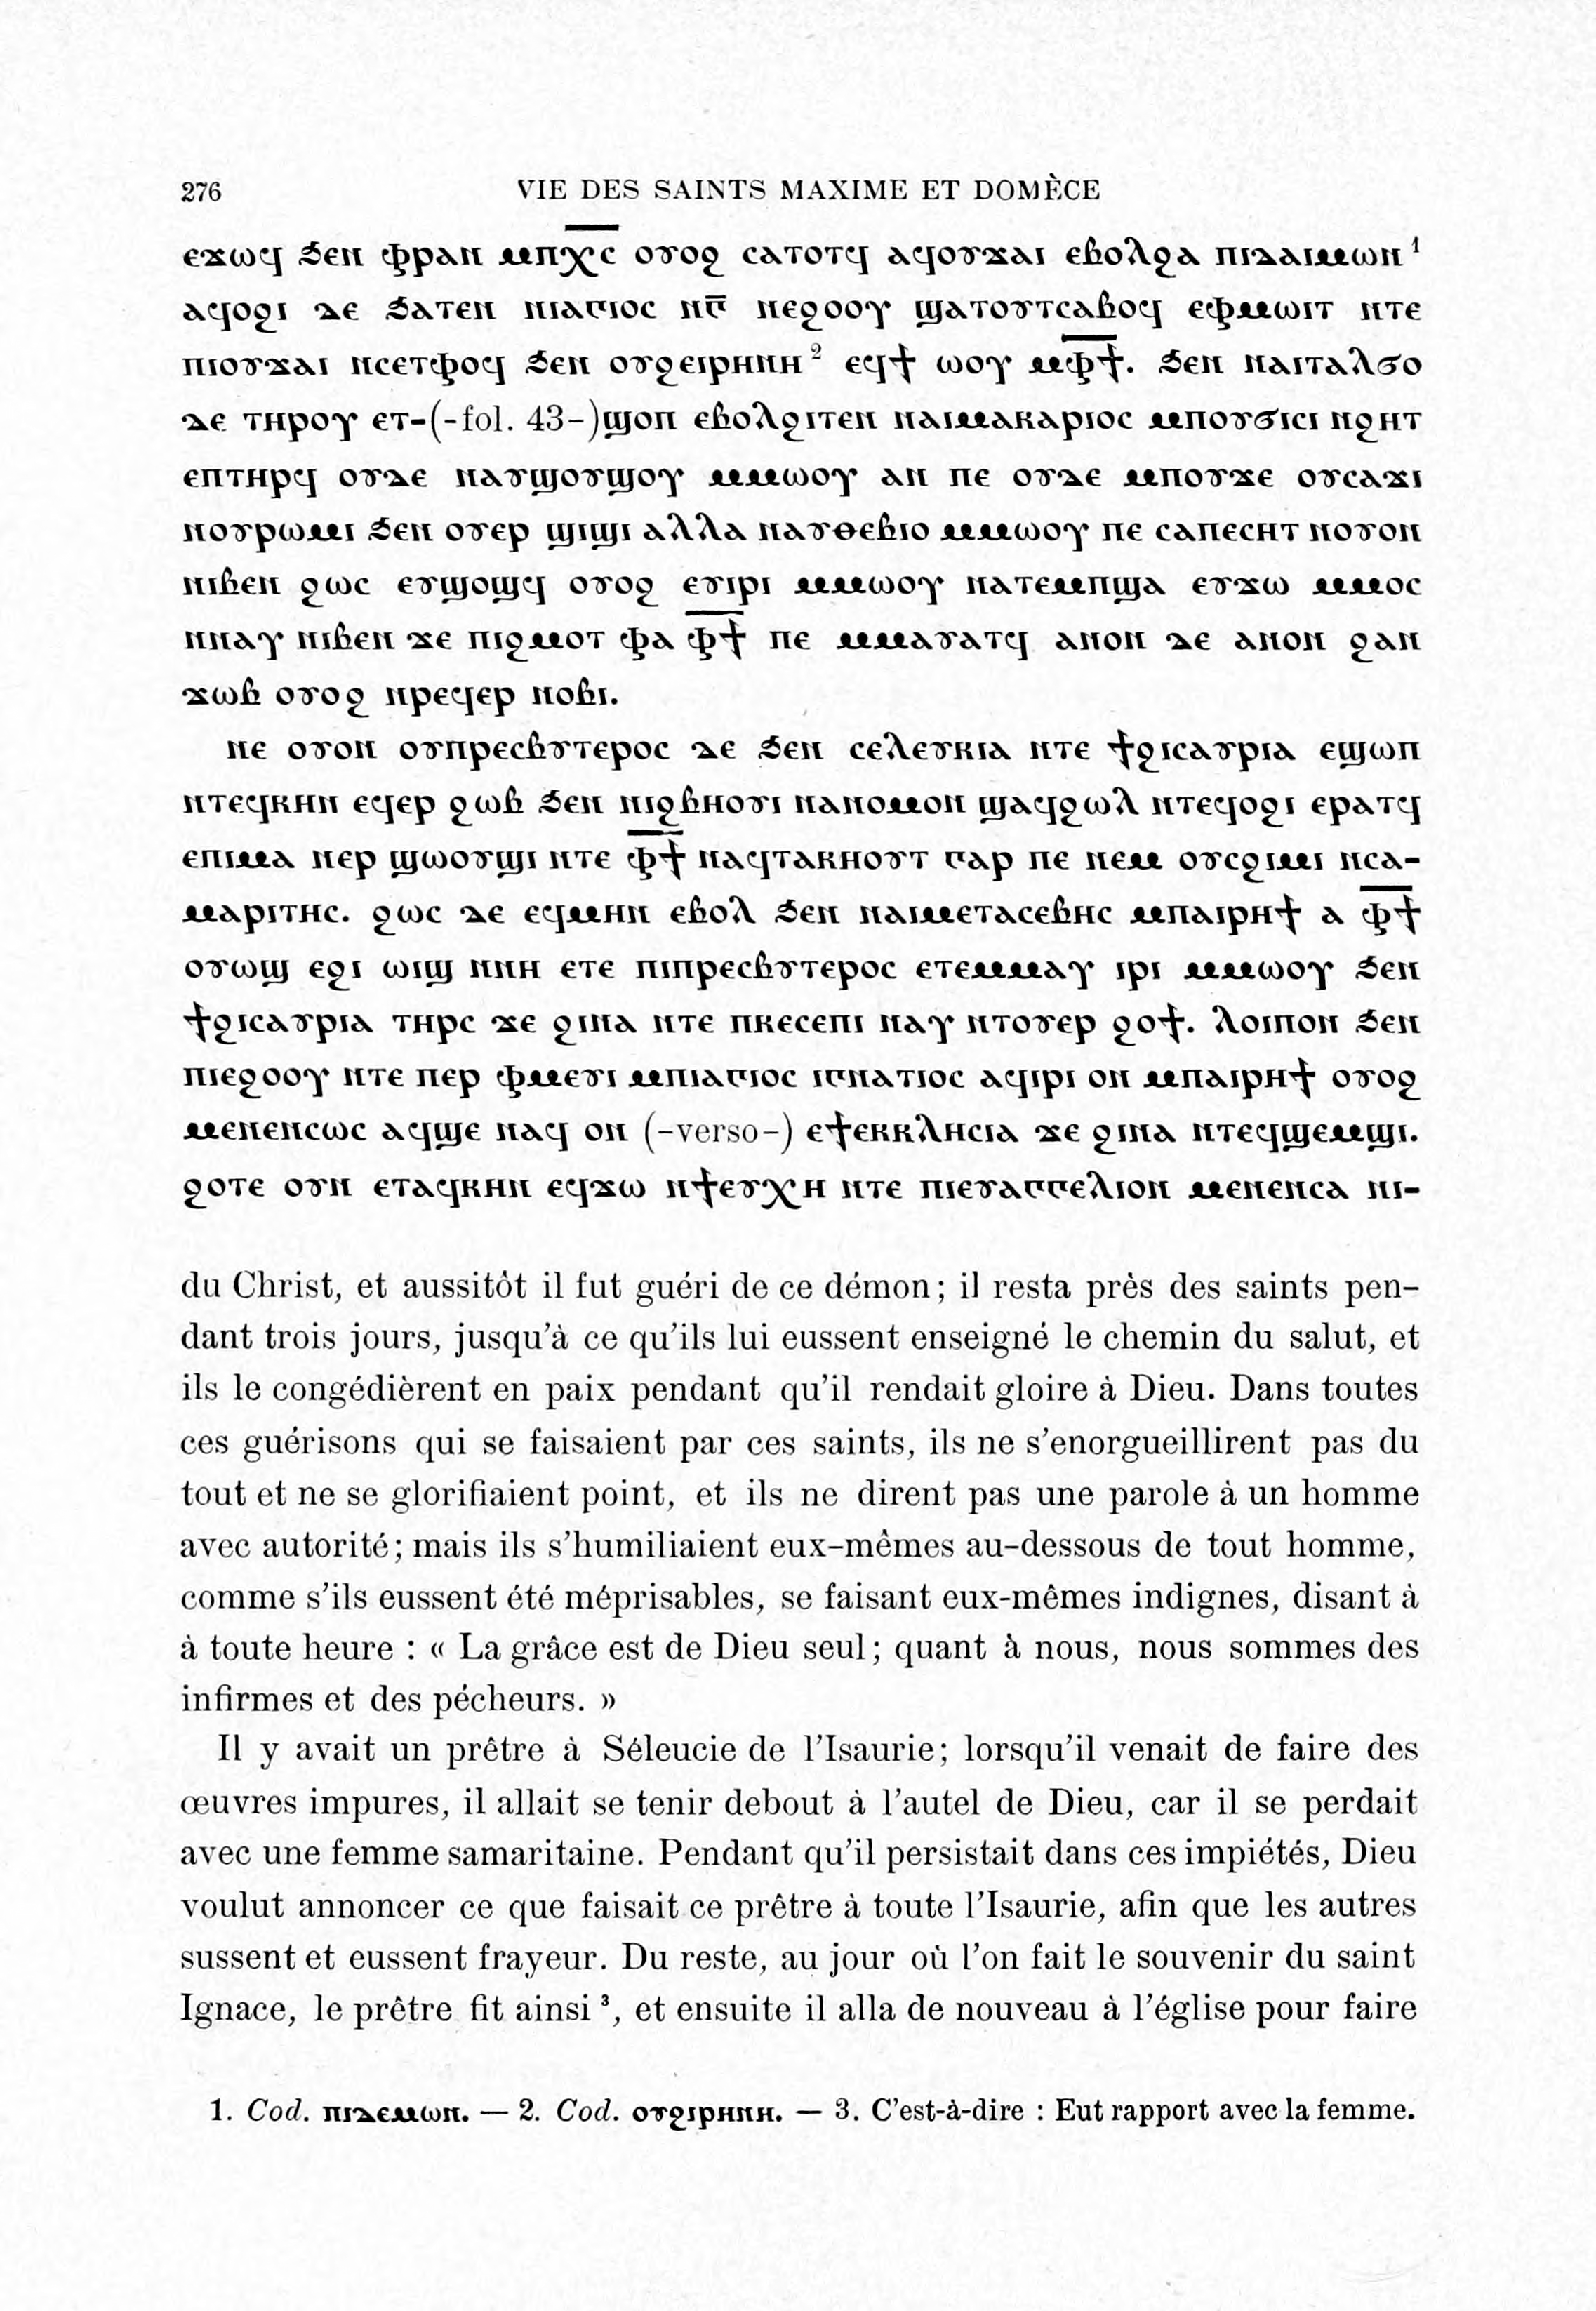 276 VIE DES SAINTS MAXIME ET DOMÈCE
ⲉϫⲱϥ ϧⲉⲛ ⲫⲣⲁⲛ ⲙⲡⲭ̅ⲥ̅ ⲟⲩⲟϩ ⲥⲁⲧⲟⲧϥ ⲁϥⲟⲩϫⲁⲓ ⲉⲃⲟⲗϩⲁ ⲡⲓⲇⲁⲓⲙⲱⲛ ¹
ⲁϥⲟϩⲓ ⲇⲉ ϧⲁⲧⲉⲛ ⲛⲓⲁⲅⲓⲟⲥ ⲛⲅ̅ ⲛⲉϩⲟⲟⲩ ϣⲁⲧⲟⲩⲧⲥⲁⲃⲟϥ ⲉⲫⲙⲱⲓⲧ ⲛⲧⲉ
ⲡⲓⲟⲩϫⲁⲓ ⲛⲥⲉⲧⲫⲟϥ ϧⲉⲛ ⲟⲩϩⲉⲓⲣⲏⲛⲏ ² ⲉϥϯ ⲱⲟⲩ ⲙⲫ̅ϯ̅. ϧⲉⲛ ⲛⲁⲓⲧⲁⲗϭⲟ
ⲇⲉ ⲧⲏⲣⲟⲩ ⲉⲧ-(-fol. 43-)ϣⲟⲡ ⲉⲃⲟⲗϩⲓⲧⲉⲛ ⲛⲁⲓⲙⲁⲕⲁⲣⲓⲟⲥ ⲙⲡⲟⲩϭⲓⲥⲓ ⲛϩⲏⲧ
ⲉⲡⲧⲏⲣϥ ⲟⲩⲇⲉ ⲛⲁⲩϣⲟⲩϣⲟⲩ ⲙⲙⲱⲟⲩ ⲁⲛ ⲡⲉ ⲟⲩⲇⲉ ⲙⲡⲟⲩϫⲉ ⲟⲩⲥⲁϫⲓ
ⲛⲟⲩⲣⲱⲙⲓ ϧⲉⲛ ⲟⲩⲉⲣ ϣⲓϣⲓ ⲁⲗⲗⲁ ⲛⲁⲩⲑⲉⲃⲓⲟ ⲙⲙⲱⲟⲩ ⲡⲉ ⲥⲁⲡⲉⲥⲏⲧ ⲛⲟⲩⲟⲛ
ⲛⲓⲃⲉⲛ ϩⲱⲥ ⲉⲩϣⲟϣϥ ⲟⲩⲟϩ ⲉⲩⲓⲣⲓ ⲙⲙⲱⲟⲩ ⲛⲁⲧⲉⲙⲡϣⲁ ⲉⲩϫⲱ ⲙⲙⲟⲥ
ⲛⲛⲁⲩ ⲛⲓⲃⲉⲛ ϫⲉ ⲡⲓϩⲙⲟⲧ ⲫⲁ ⲫ̅ϯ̅ ⲡⲉ ⲙⲙⲁⲩⲁⲧϥ ⲁⲛⲟⲛ ⲇⲉ ⲁⲛⲟⲛ ϩⲁⲛ
ϫⲱⲃ ⲟⲩⲟϩ ⲛⲣⲉϥⲉⲣ ⲛⲟⲃⲓ.
ⲛⲉ ⲟⲩⲟⲛ ⲟⲩⲡⲣⲉⲥⲃⲩⲧⲉⲣⲟⲥ ⲇⲉ ϧⲉⲛ ⲥⲉⲗⲉⲩⲕⲓⲁ ⲛⲧⲉ ϯϩⲓⲥⲁⲩⲣⲓⲁ ⲉϣⲱⲡ
ⲛⲧⲉϥⲕⲏⲛ ⲉϥⲉⲣ ϩⲱⲃ ϧⲉⲛ ⲛⲓϩⲃⲏⲟⲩⲓ ⲛⲁⲛⲟⲙⲟⲛ ϣⲁϥϩⲱⲗ ⲛⲧⲉϥⲟϩⲓ ⲉⲣⲁⲧϥ
ⲉⲡⲓⲙⲁ ⲛⲉⲣ ϣⲱⲟⲩϣⲓ ⲛⲧⲉ ⲫ̅ϯ̅ ⲛⲁϥⲧⲁⲕⲏⲟⲩⲧ ⲅⲁⲣ ⲡⲉ ⲛⲉⲙ ⲟⲩⲥϩⲓⲙⲓ ⲛⲥⲁ-
ⲙⲁⲣⲓⲧⲏⲥ. ϩⲱⲥ ⲇⲉ ⲉϥⲙⲏⲛ ⲉⲃⲟⲗ ϧⲉⲛ ⲛⲁⲓⲙⲉⲧⲁⲥⲉⲃⲏⲥ ⲙⲡⲁⲓⲣⲏϯ ⲁ ⲫ̅ϯ̅
ⲟⲩⲱϣ ⲉϩⲓ ⲱⲓϣ ⲛⲛⲏ ⲉⲧⲉ ⲡⲓⲡⲣⲉⲥⲃⲩⲧⲉⲣⲟⲥ ⲉⲧⲉⲙⲙⲁⲩ ⲓⲣⲓ ⲙⲙⲱⲟⲩ ϧⲉⲛ
ϯϩⲓⲥⲁⲩⲣⲓⲁ ⲧⲏⲣⲥ ϫⲉ ϩⲓⲛⲁ ⲛⲧⲉ ⲡⲕⲉⲥⲉⲡⲓ ⲛⲁⲩ ⲛⲧⲟⲩⲉⲣ ϩⲟϯ. ⲗⲟⲓⲡⲟⲛ ϧⲉⲛ
ⲡⲓⲉϩⲟⲟⲩ ⲛⲧⲉ ⲡⲉⲣ ⲫⲙⲉⲩⲓ ⲙⲡⲓⲁⲅⲓⲟⲥ ⲓⲅⲛⲁⲧⲓⲟⲥ ⲁϥⲓⲣⲓ ⲟⲛ ⲙⲡⲁⲓⲣⲏϯ ⲟⲩⲟϩ
ⲙⲉⲛⲉⲛⲥⲱⲥ ⲁϥϣⲉ ⲛⲁϥ ⲟⲛ (-verso-) ⲉϯⲉⲕⲕⲗⲏⲥⲓⲁ ϫⲉ ϩⲓⲛⲁ ⲛⲧⲉϥϣⲉⲙϣⲓ.
ϩⲟⲧⲉ ⲟⲩⲛ ⲉⲧⲁϥⲕⲏⲛ ⲉϥϫⲱ ⲛϯⲉⲩⲭⲏ ⲛⲧⲉ ⲡⲓⲉⲩⲁⲅⲅⲉⲗⲓⲟⲛ ⲙⲉⲛⲉⲛⲥⲁ ⲛⲓ-
du Christ, et aussitôt il fut guéri de ce démon; il resta près des saints pen-
dant trois jours, jusqu'à ce qu'ils lui eussent enseigné le chemin du salut, et
ils le congédièrent en paix pendant qu'il rendait gloire à Dieu. Dans toutes
ces guérisons qui se faisaient par ces saints, ils ne s'enorgueillirent pas du
tout et ne se glorifiaient point, et ils ne dirent pas une parole à un homme
avec autorité; mais ils s'humiliaient eux-mêmes au-dessous de tout homme,
comme s'ils eussent été méprisables, se faisant eux-mêmes indignes, disant à
à toute heure : « La grâce est de Dieu seul; quant à nous, nous sommes des
infirmes et des pécheurs. »
Il y avait un prêtre à Séleucie de l'Isaurie; lorsqu'il venait de faire des
œuvres impures, il allait se tenir debout à l'autel de Dieu, car il se perdait
avec une femme samaritaine. Pendant qu'il persistait dans ces impiétés, Dieu
voulut annoncer ce que faisait ce prêtre à toute l'Isaurie, afin que les autres
sussent et eussent frayeur. Du reste, au jour où l'on fait le souvenir du saint
Ignace, le prêtre fit ainsi ³, et ensuite il alla de nouveau à l'église pour faire
1. Cod. ⲡⲓⲇⲉⲙⲱⲛ. — 2. Cod. ⲟⲩϩⲓⲣⲏⲛⲏ. — 3. C'est-à-dire : Eut rapport avec la femme.